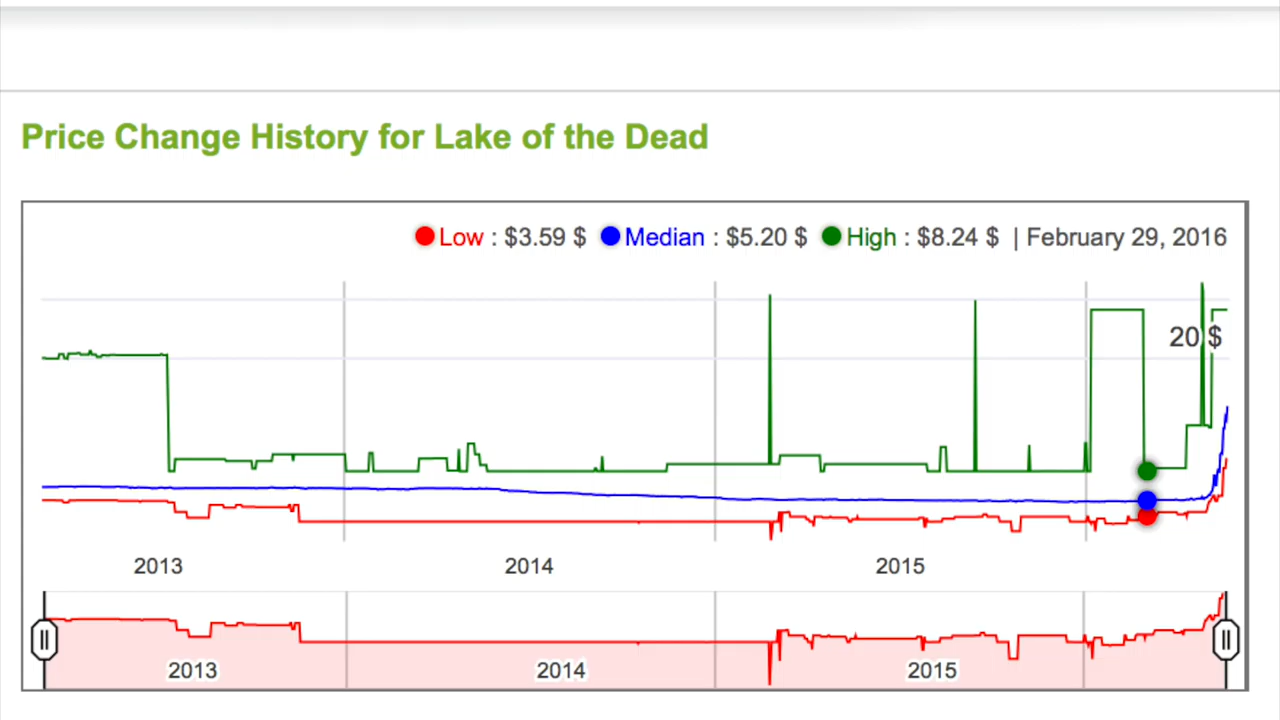 Price Change History for Lake of the Dead
Low : $3.59 $ Median : $5.20 $ High : $8.24 $ | February 29, 2016
20 $
2013 2014 2015
2013 2014 2015